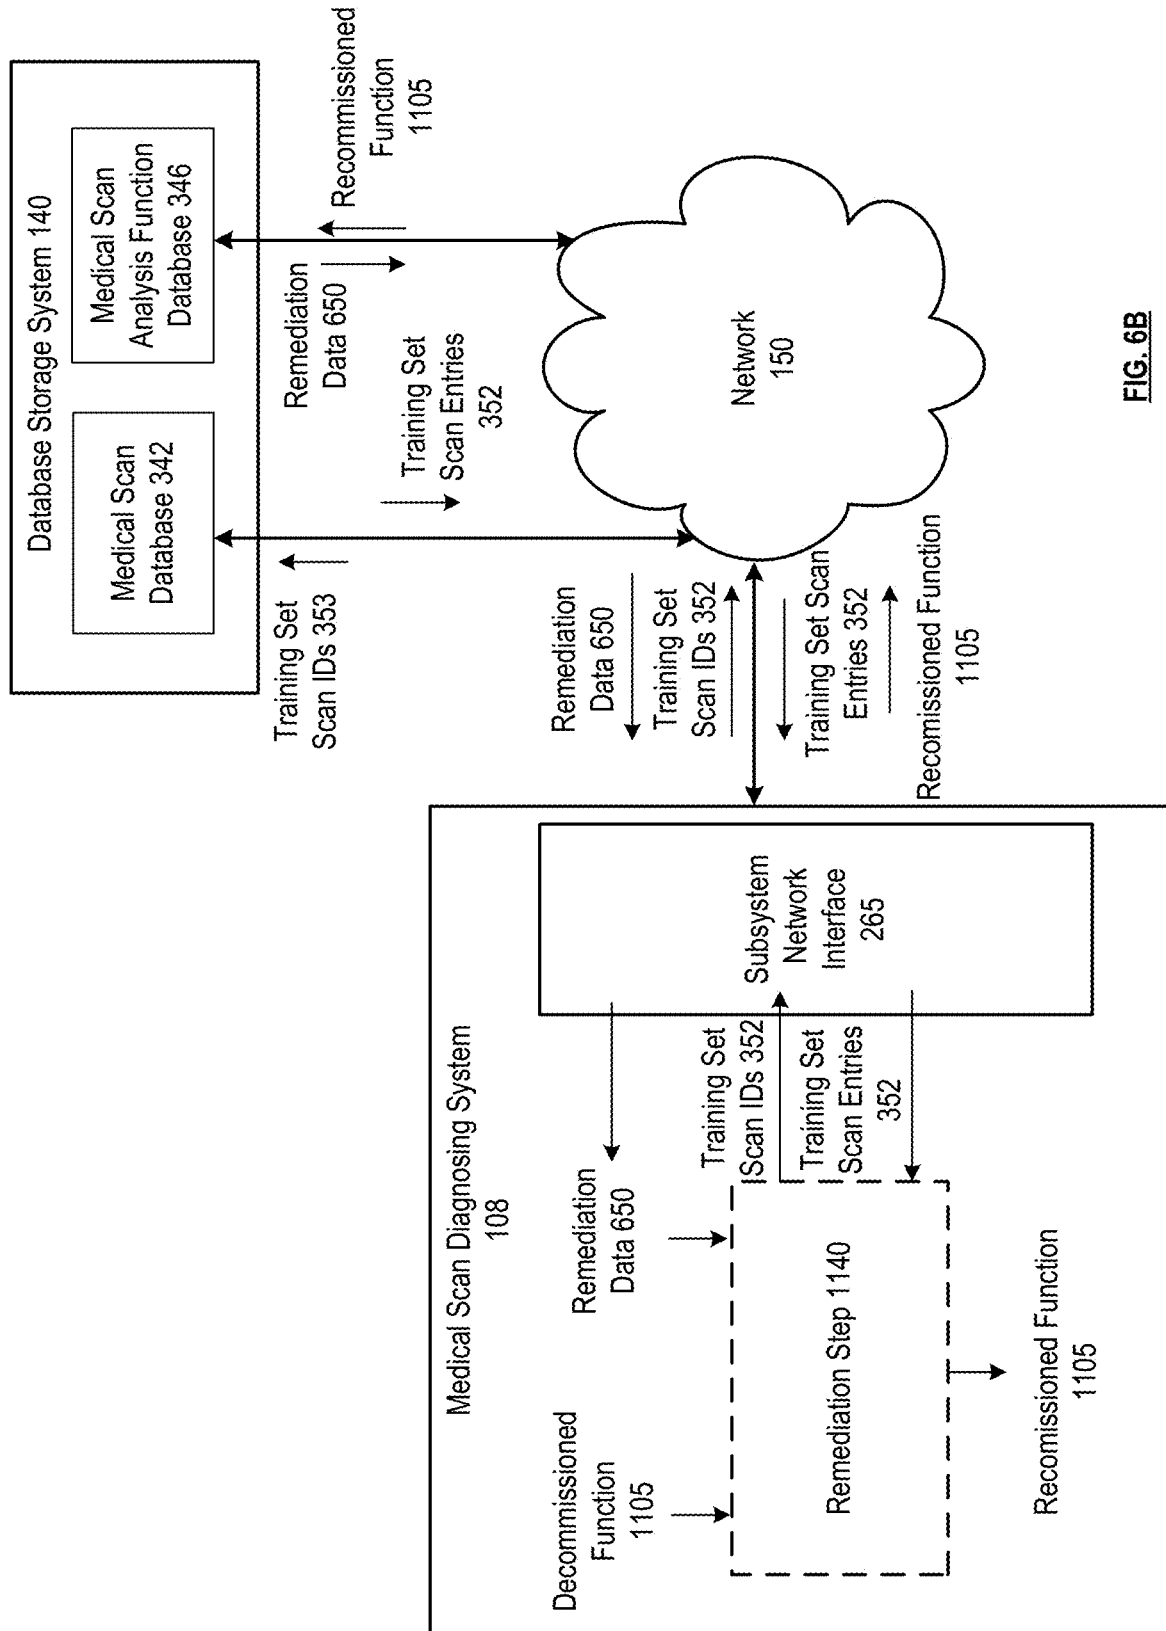 Medical Scan Diagnosing System
108
Decommissioned
Function
1105
Remediation
Data 650
Remediation Step 1140
Recomissioned Function
1105
Training Set
Scan IDs 352
Training Set
Scan Entries
352
Subsystem
Network
Interface
265
Remediation
Data 650
Training Set
Scan IDs 352
Training Set Scan
Entries 352
Recomissioned Function
1105
Database Storage System 140
Medical Scan
Database 342
Medical Scan
Analysis Function
Database 346
Training Set
Scan IDs 353
Training Set
Scan Entries
352
Remediation
Data 650
Recommissioned
Function
1105
Network
150
FIG. 6B